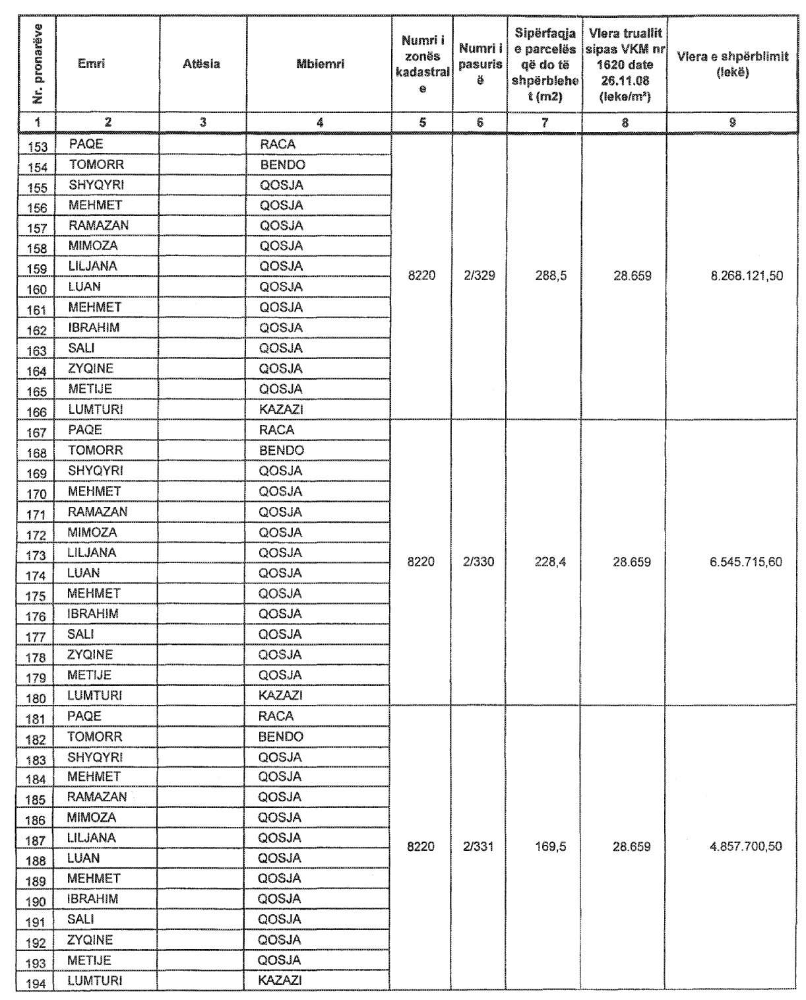 Nr. pronarëve
Emri
Atësia
Mbiemri
Numri i
zonës
kadastral
e
Numri i
pasuris
ë
Sipërfaqja
e parcelës
që do të
shpërblehe
t (m2)
Vlera truallit
sipas VKM nr
1620 date
26.11.08
(leke/m²)
Vlera e shpërblimit
(lekë)
1 2 3 4 5 6 7 8 9
153 PAQE RACA
154 TOMORR BENDO
155 SHYQYRI QOSJA
156 MEHMET QOSJA
157 RAMAZAN QOSJA
158 MIMOZA QOSJA
159 LILJANA QOSJA
8220 2/329 288,5 28.659 8.268.121,50
160 LUAN QOSJA
161 MEHMET QOSJA
162 IBRAHIM QOSJA
163 SALI QOSJA
164 ZYQINE QOSJA
165 METIJE QOSJA
166 LUMTURI KAZAZI
167 PAQE RACA
168 TOMORR BENDO
169 SHYQYRI QOSJA
170 MEHMET QOSJA
171 RAMAZAN QOSJA
172 MIMOZA QOSJA
173 LILJANA QOSJA
8220 2/330 228,4 28.659 6.545.715,60
174 LUAN QOSJA
175 MEHMET QOSJA
176 IBRAHIM QOSJA
177 SALI QOSJA
178 ZYQINE QOSJA
179 METIJE QOSJA
180 LUMTURI KAZAZI
181 PAQE RACA
182 TOMORR BENDO
183 SHYQYRI QOSJA
184 MEHMET QOSJA
185 RAMAZAN QOSJA
186 MIMOZA QOSJA
187 LILJANA QOSJA
8220 2/331 169,5 28.659 4.857.700,50
188 LUAN QOSJA
189 MEHMET QOSJA
190 IBRAHIM QOSJA
191 SALI QOSJA
192 ZYQINE QOSJA
193 METIJE QOSJA
194 LUMTURI KAZAZI